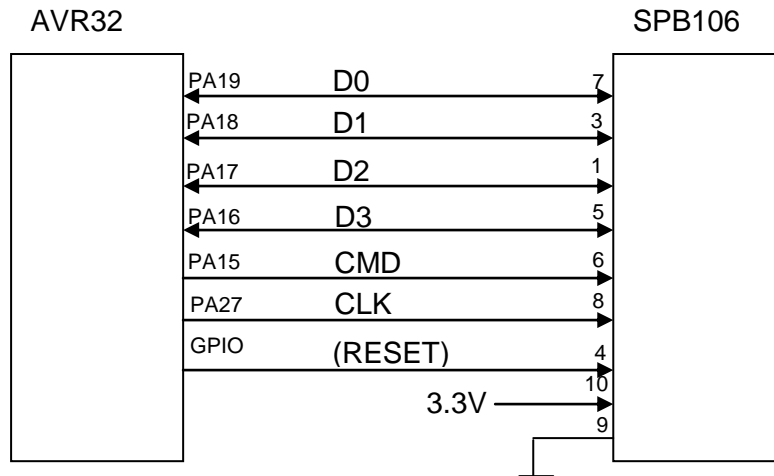 AVR32 SPB106
PA19 D0 7
PA18 D1 3
PA17 D2 1
PA16 D3 5
PA15 CMD 6
PA27 CLK 8
GPIO (RESET) 4
10
3.3V
9